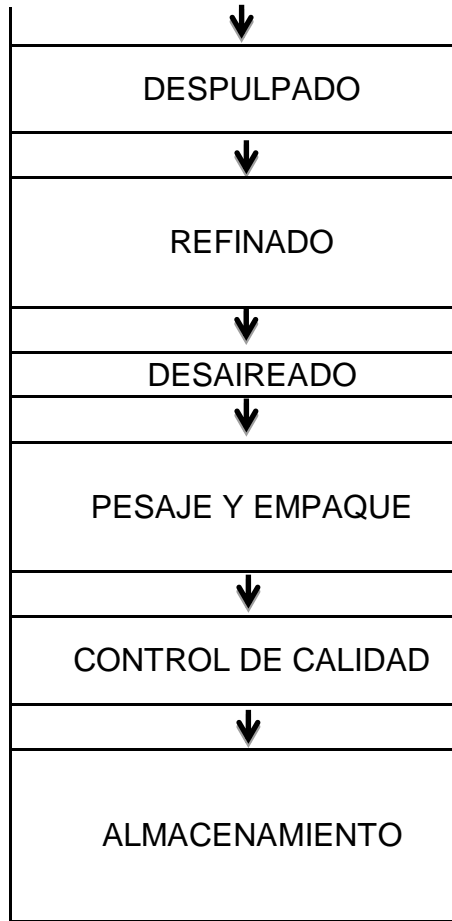 DESPULPADO
REFINADO
DESAIREADO
PESAJE Y EMPAQUE
CONTROL DE CALIDAD
ALMACENAMIENTO